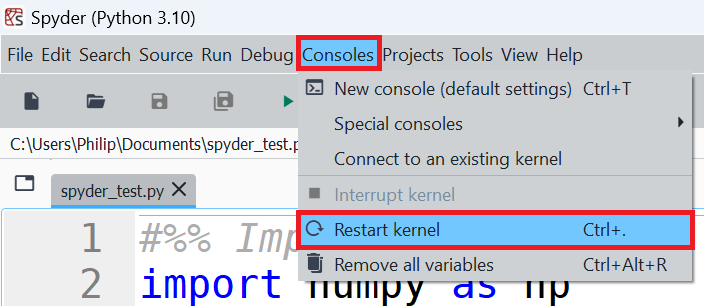 Spyder (Python 3.10)
File Edit Search Source Run Debug Consoles Projects Tools View Help
New console (default settings) Ctrl+T
Special consoles
C:\Users\Philip\Documents\spyder_test.p
Connect to an existing kernel
spyder_test.py
Interrupt kernel
1 #%% Imp
Restart kernel Ctrl+.
Remove all variables Ctrl+Alt+R
2 import numpy as np